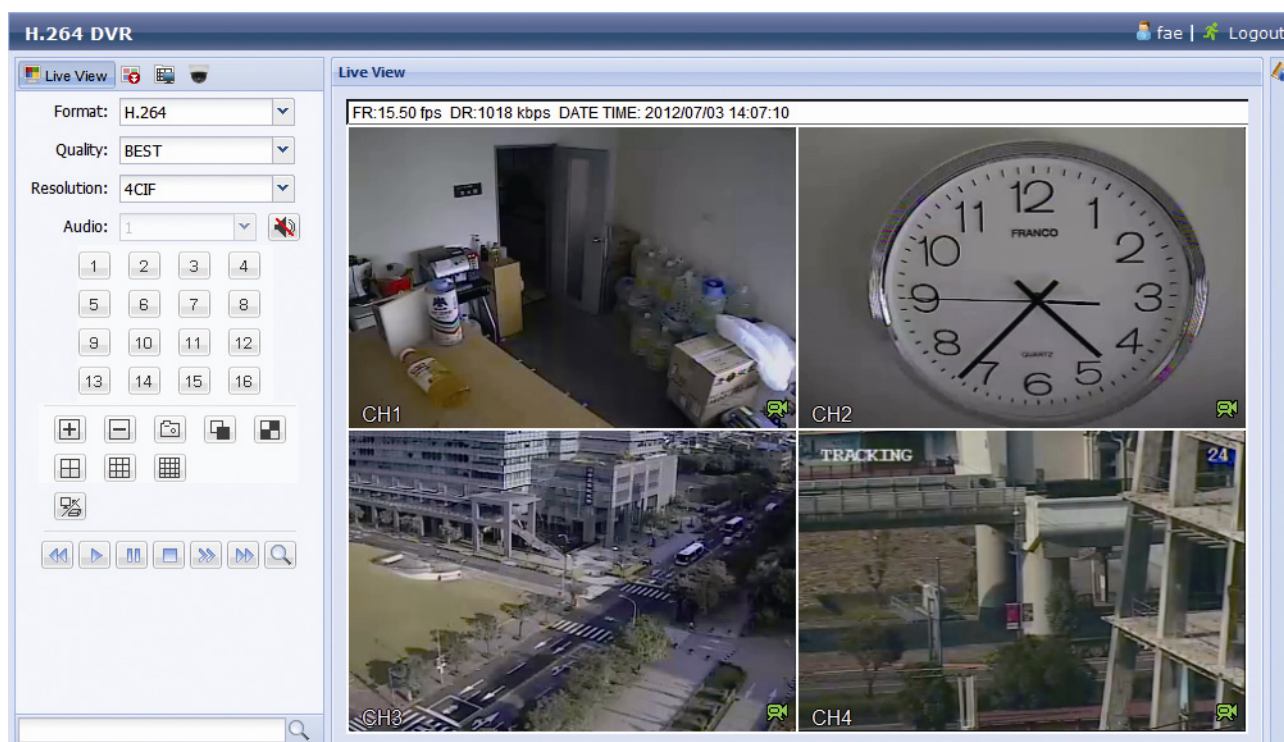 H.264 DVR
fae | Logout
Live View
Format: H.264
Quality: BEST
Resolution: 4CIF
Audio: 1
1 2 3 4
5 6 7 8
9 10 11 12
13 14 15 16
Live View
FR:15.50 fps DR:1018 kbps DATE TIME: 2012/07/03 14:07:10
CH1
12
11 1
FRANCO
10 2
9 3
8 4
QUARTZ
7 6 5
CH2
CH3
TRACKING 24
CH4